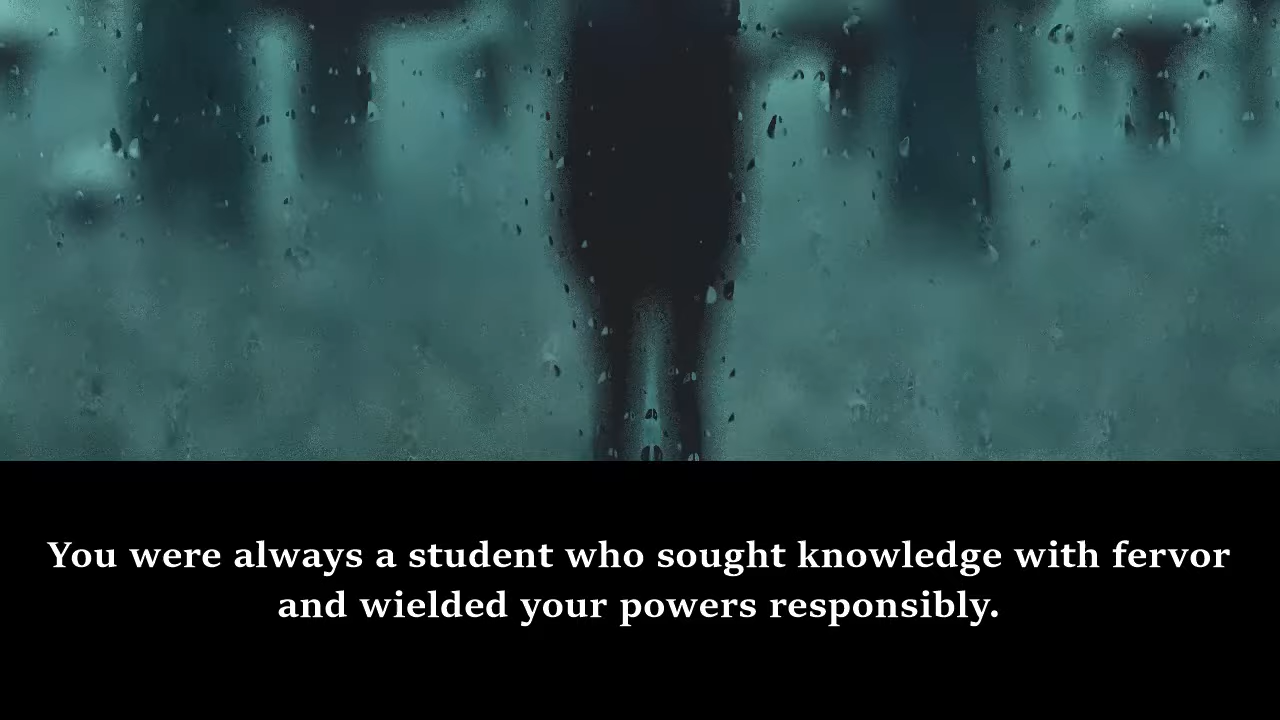 You were always a student who sought knowledge with fervor
and wielded your powers responsibly.